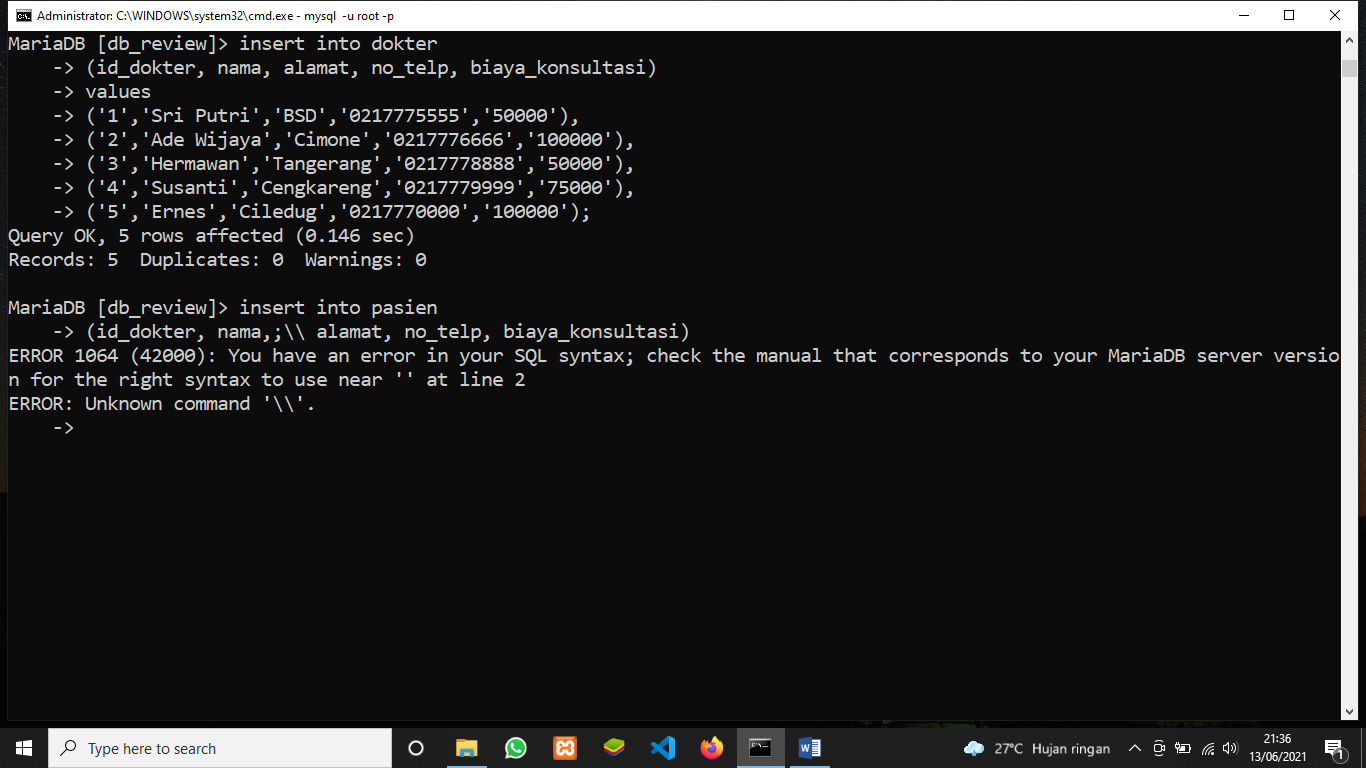 Administrator: C:\WINDOWS\system32\cmd.exe - mysql  -u root -p
MariaDB [db_review]> insert into dokter
    -> (id_dokter, nama, alamat, no_telp, biaya_konsultasi)
    -> values
    -> ('1','Sri Putri','BSD','0217775555','50000'),
    -> ('2','Ade Wijaya','Cimone','0217776666','100000'),
    -> ('3','Hermawan','Tangerang','0217778888','50000'),
    -> ('4','Susanti','Cengkareng','0217779999','75000'),
    -> ('5','Ernes','Ciledug','0217770000','100000');
Query OK, 5 rows affected (0.146 sec)
Records: 5  Duplicates: 0  Warnings: 0
MariaDB [db_review]> insert into pasien
    -> (id_dokter, nama,;\\ alamat, no_telp, biaya_konsultasi)
ERROR 1064 (42000): You have an error in your SQL syntax; check the manual that corresponds to your MariaDB server versio
n for the right syntax to use near '' at line 2
ERROR: Unknown command '\\'.
    ->
Type here to search
27°C Hujan ringan
21:36
13/06/2021
1